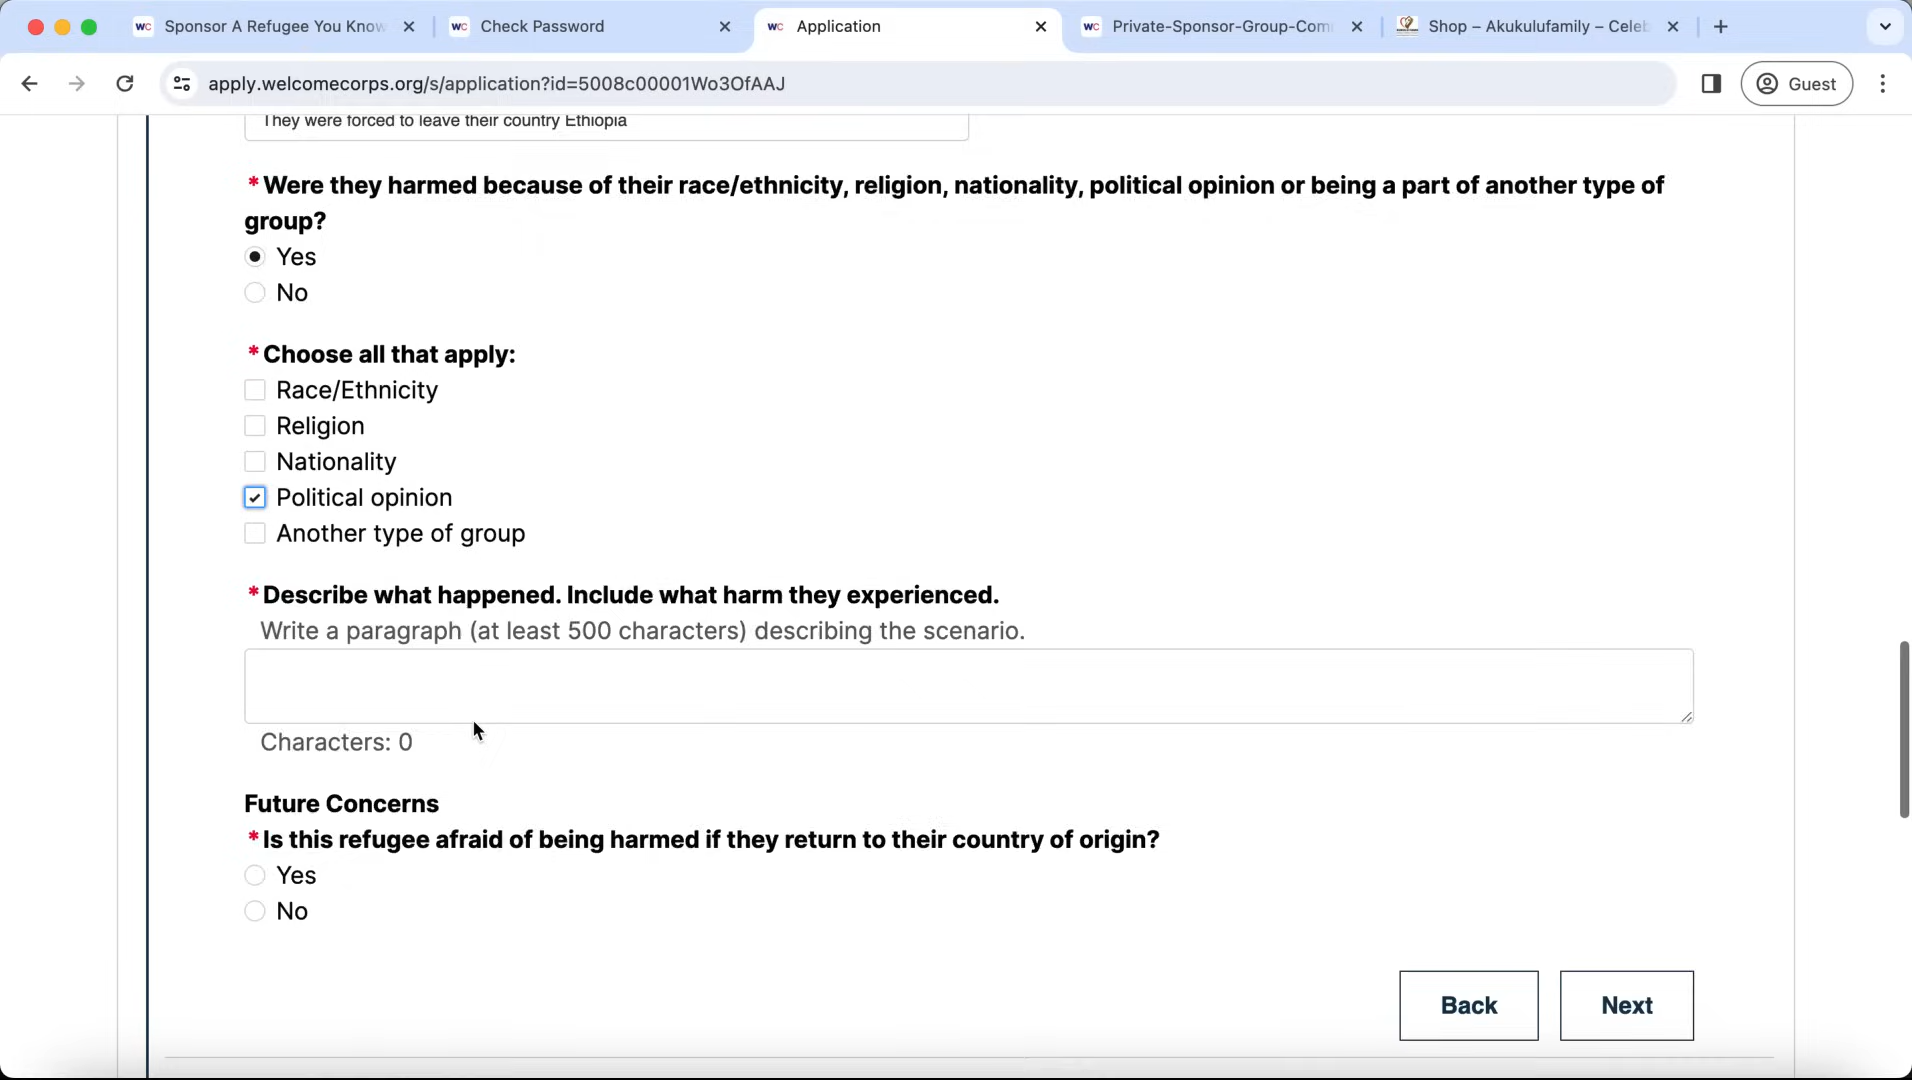 wc Sponsor A Refugee You Know
wc Check Password
wc Application
wc Private-Sponsor-Group-Com
Shop – Akukulufamily – Celeb
apply.welcomecorps.org/s/application?id=5008c00001Wo3OfAAJ
Guest
They were forced to leave their country Ethiopia
*Were they harmed because of their race/ethnicity, religion, nationality, political opinion or being a part of another type of
group?
Yes
No
*Choose all that apply:
Race/Ethnicity
Religion
Nationality
Political opinion
Another type of group
*Describe what happened. Include what harm they experienced.
Write a paragraph (at least 500 characters) describing the scenario.
Characters: 0
Future Concerns
*Is this refugee afraid of being harmed if they return to their country of origin?
Yes
No
Back
Next